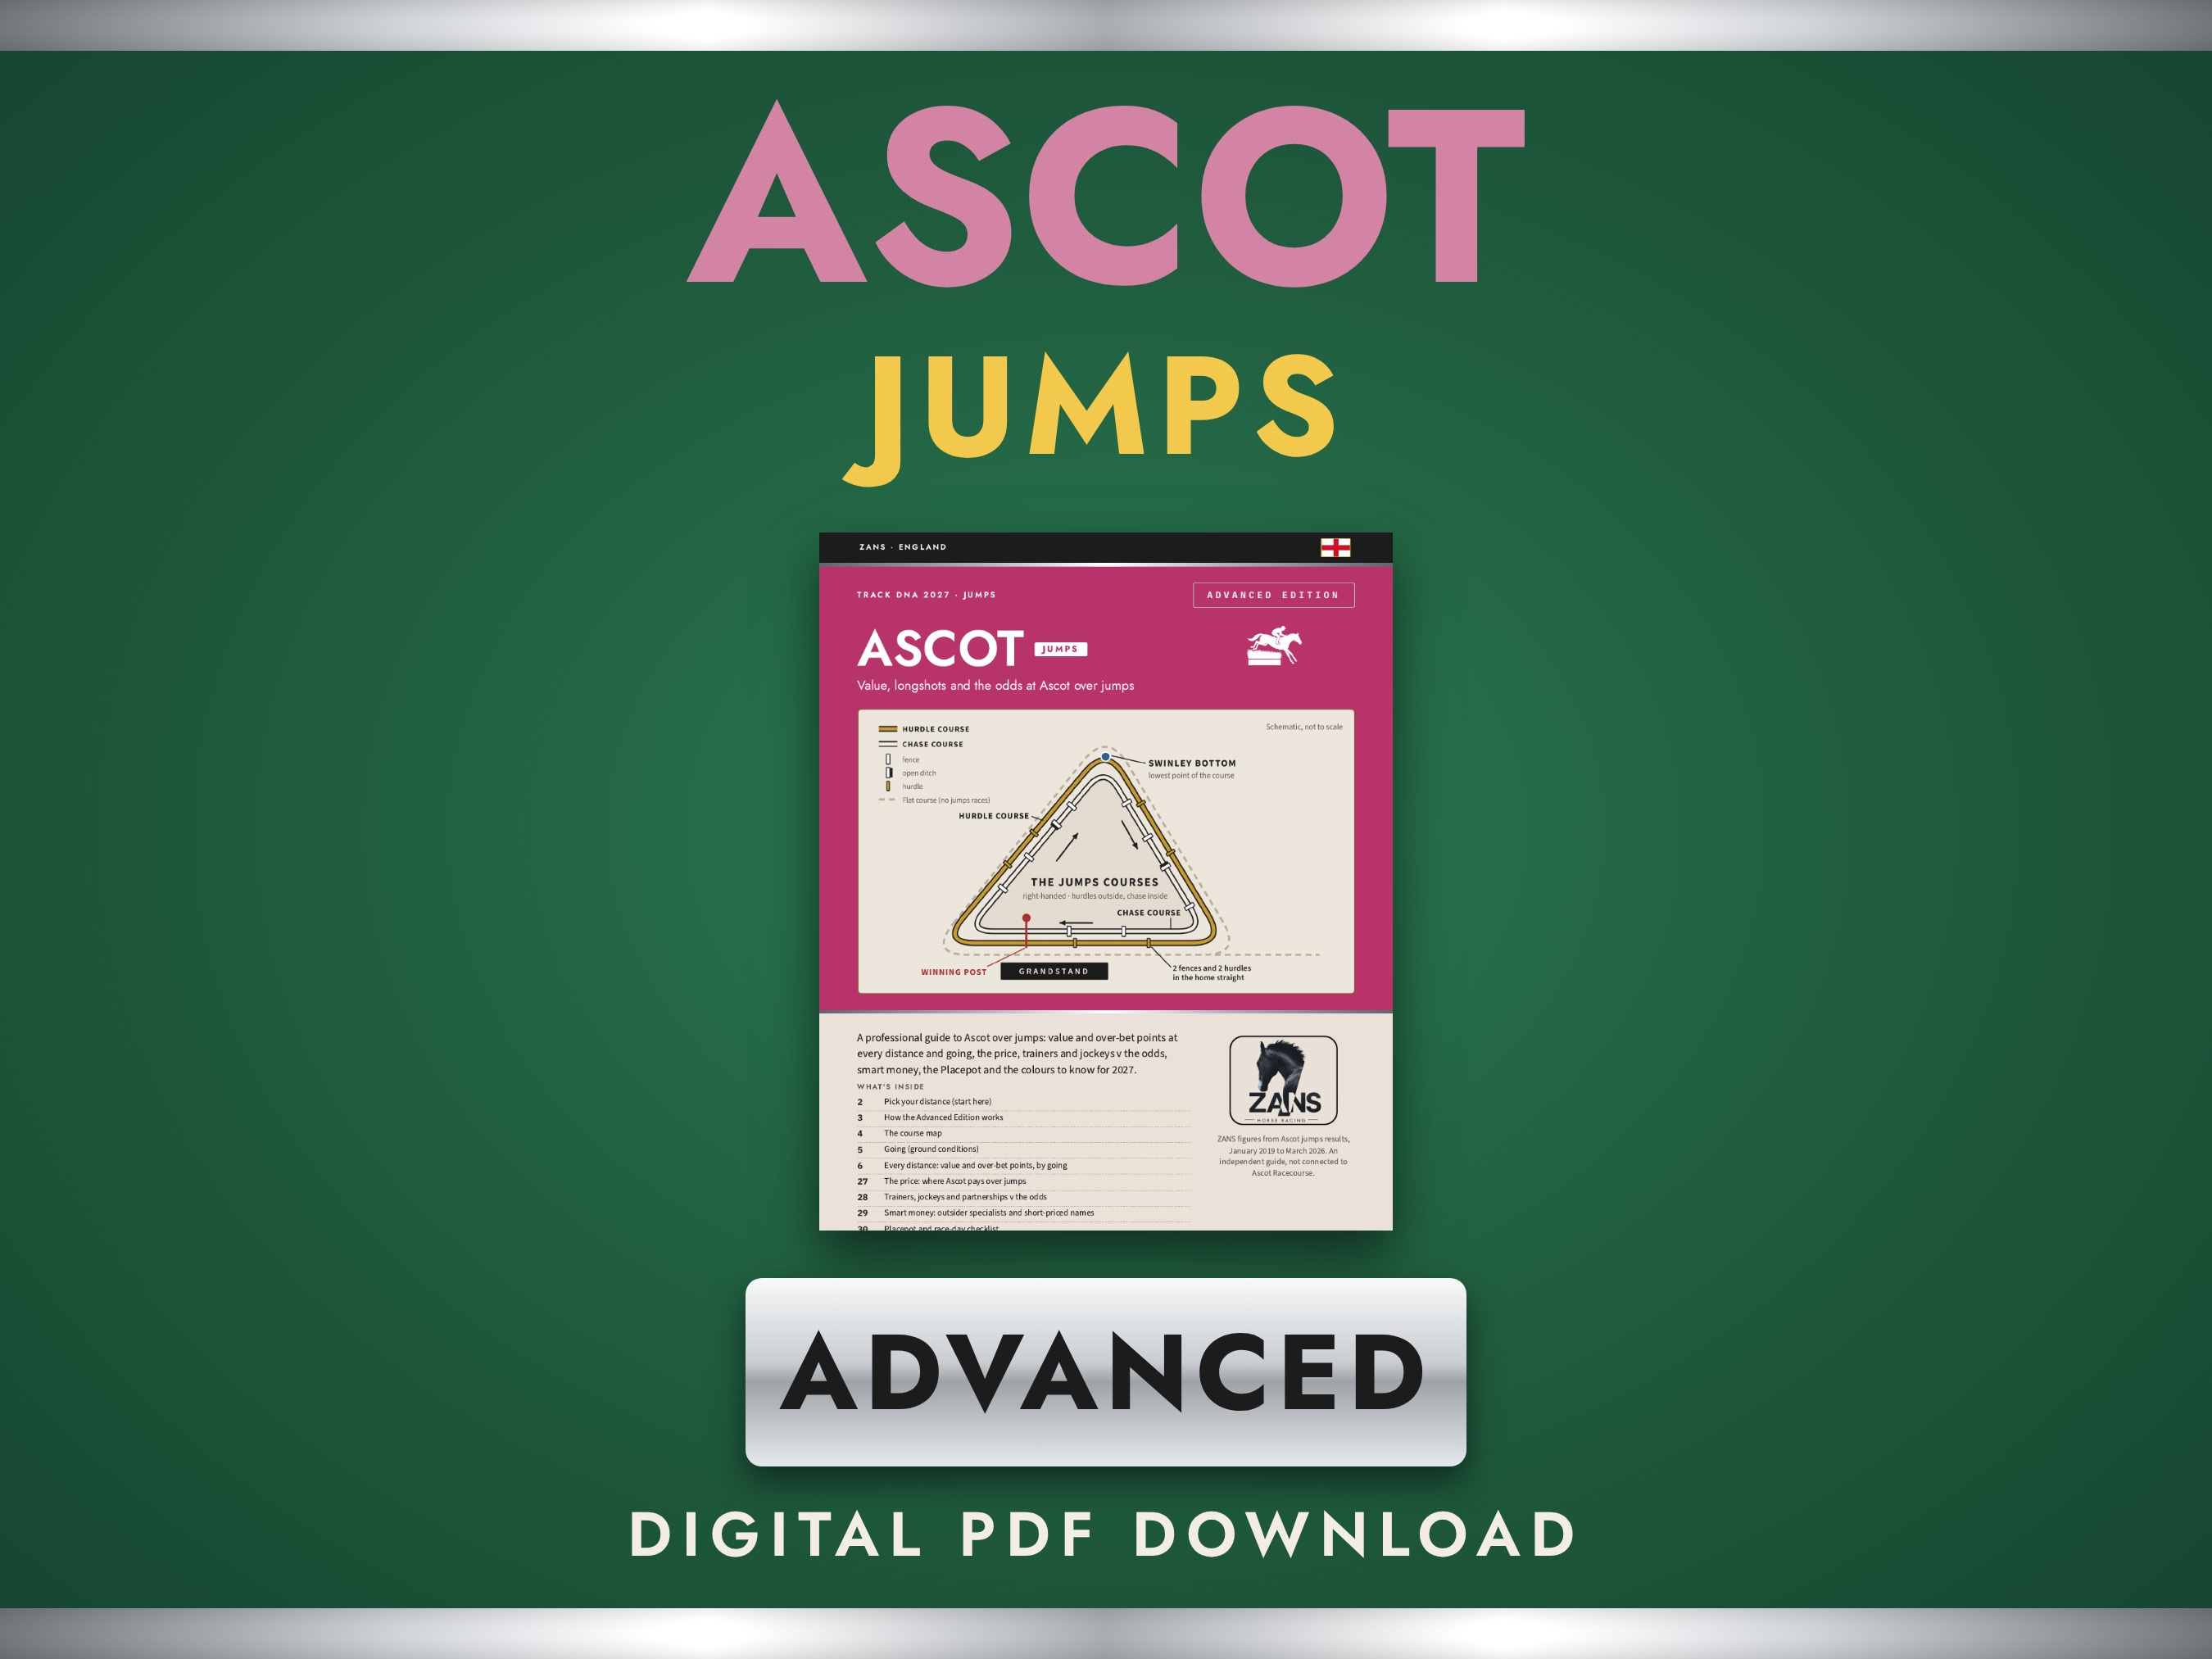 ASCOT
JUMPS
ZANS · ENGLAND
TRACK DNA 2027 · JUMPS
ADVANCED EDITION
ASCOT
JUMPS
Value, longshots and the odds at Ascot over jumps
HURDLE COURSE
CHASE COURSE
fence
open ditch
hurdle
Flat course (no jumps races)
Schematic, not to scale
SWINLEY BOTTOM
lowest point of the course
HURDLE COURSE
THE JUMPS COURSES
right-handed · hurdles outside, chase inside
CHASE COURSE
WINNING POST
GRANDSTAND
2 fences and 2 hurdles
in the home straight
A professional guide to Ascot over jumps: value and over-bet points at
every distance and going, the price, trainers and jockeys v the odds,
smart money, the Placepot and the colours to know for 2027.
WHAT'S INSIDE
2 Pick your distance (start here)
3 How the Advanced Edition works
4 The course map
5 Going (ground conditions)
6 Every distance: value and over-bet points, by going
27 The price: where Ascot pays over jumps
28 Trainers, jockeys and partnerships v the odds
29 Smart money: outsider specialists and short-priced names
30 Placepot and race-day checklist
ZANS
HORSE RACING
ZANS figures from Ascot jumps results,
January 2019 to March 2026. An
independent guide, not connected to
Ascot Racecourse.
ADVANCED
DIGITAL PDF DOWNLOAD